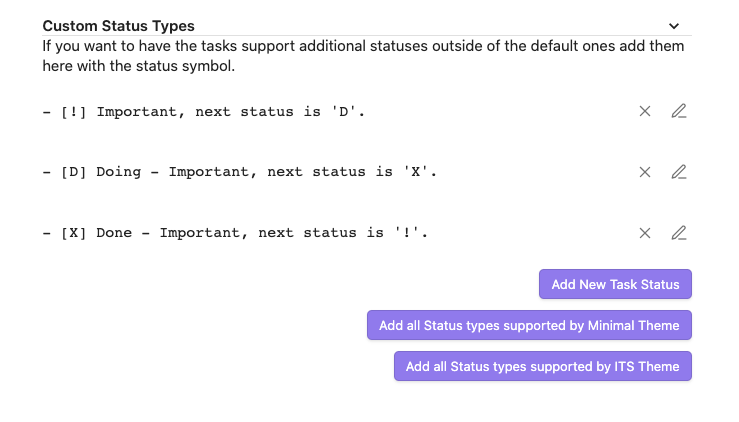 Custom Status Types
If you want to have the tasks support additional statuses outside of the default ones add them
here with the status symbol.
- [!] Important, next status is 'D'.
- [D] Doing - Important, next status is 'X'.
- [X] Done - Important, next status is '!'.
Add New Task Status
Add all Status types supported by Minimal Theme
Add all Status types supported by ITS Theme